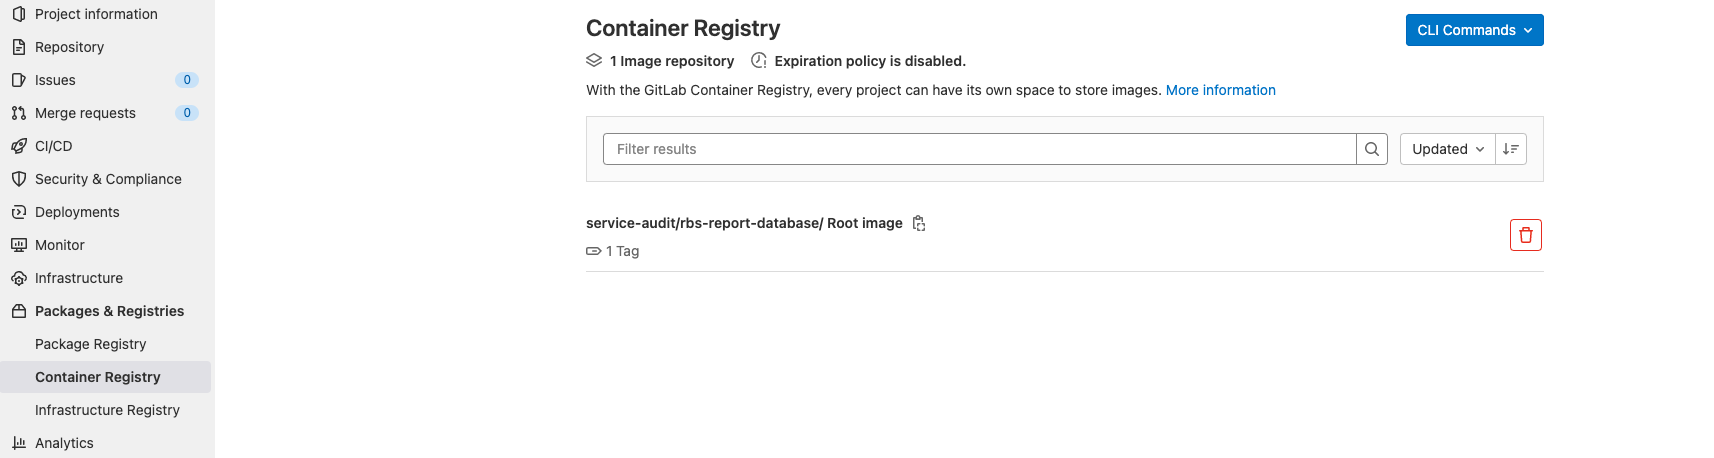 Project information
Repository
Issues 0
Merge requests 0
CI/CD
Security & Compliance
Deployments
Monitor
Infrastructure
Packages & Registries
Package Registry
Container Registry
Infrastructure Registry
Analytics
Container Registry
CLI Commands
1 Image repository Expiration policy is disabled.
With the GitLab Container Registry, every project can have its own space to store images. More information
Filter results Updated
service-audit/rbs-report-database/ Root image
1 Tag